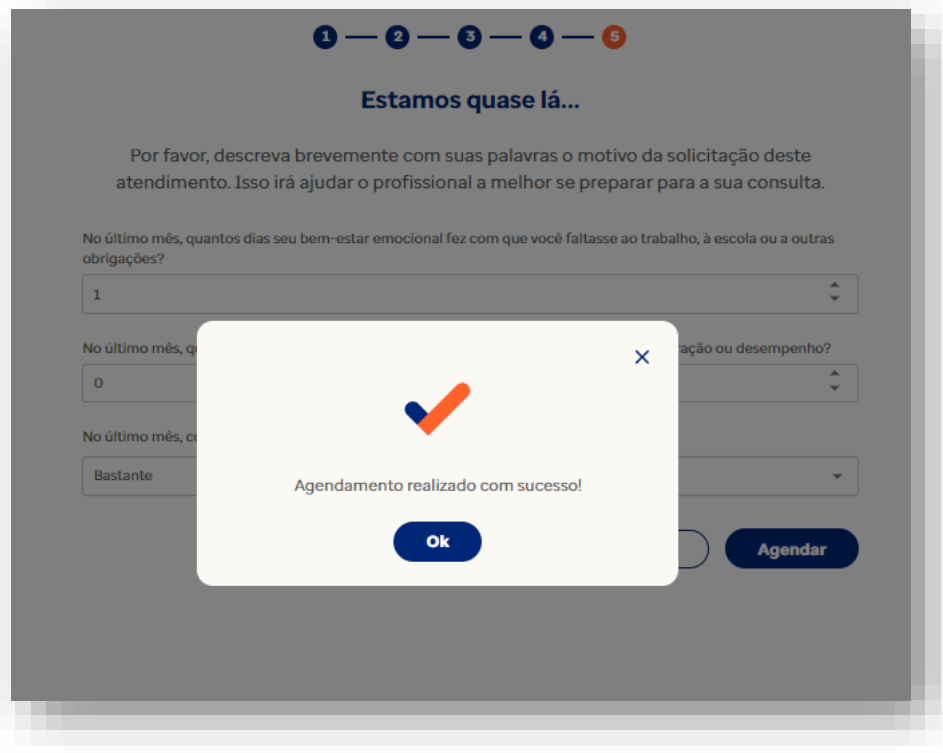 1 2 3 4 5
Estamos quase lá...
Por favor, descreva brevemente com suas palavras o motivo da solicitação deste
atendimento. Isso irá ajudar o profissional a melhor se preparar para a sua consulta.
No último mês, quantos dias seu bem-estar emocional fez com que você faltasse ao trabalho, à escola ou a outras
obrigações?
1
No último mês, ração ou desempenho?
0
No último mês,
Bastante
Agendamento realizado com sucesso!
Ok
Agendar